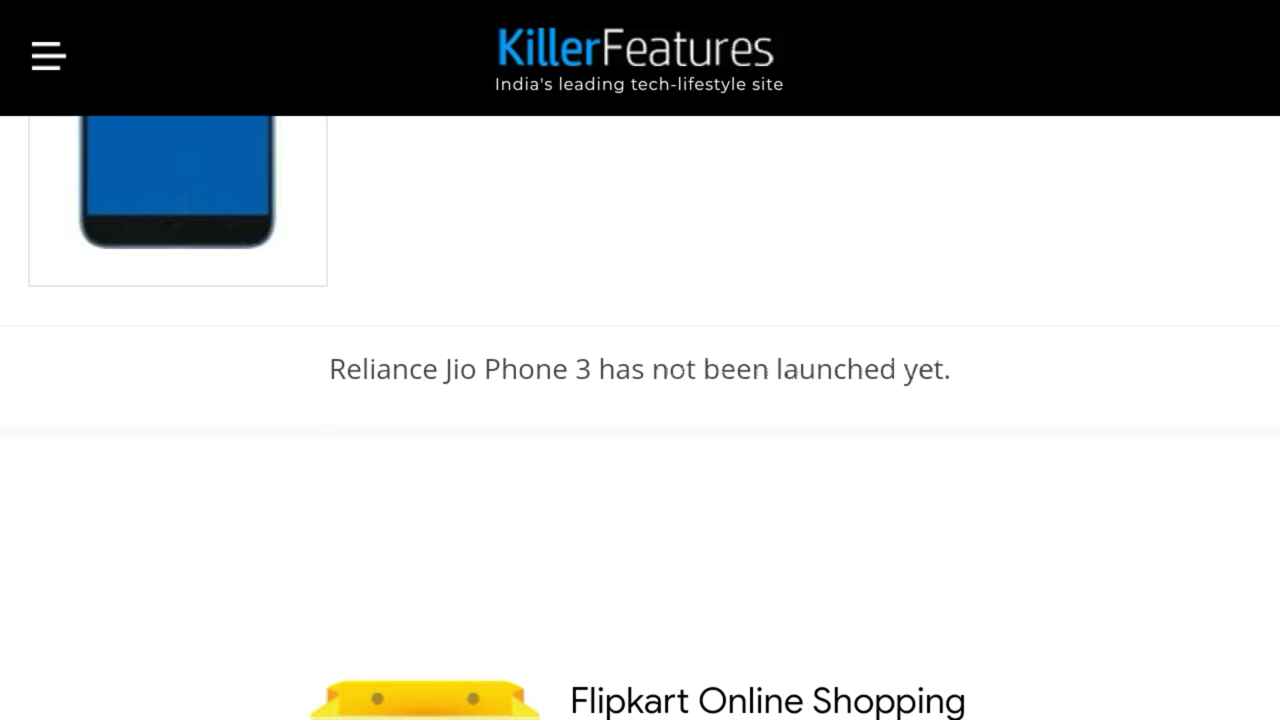 KillerFeatures
India's leading tech-lifestyle site
Reliance Jio Phone 3 has not been launched yet.
Flipkart Online Shopping